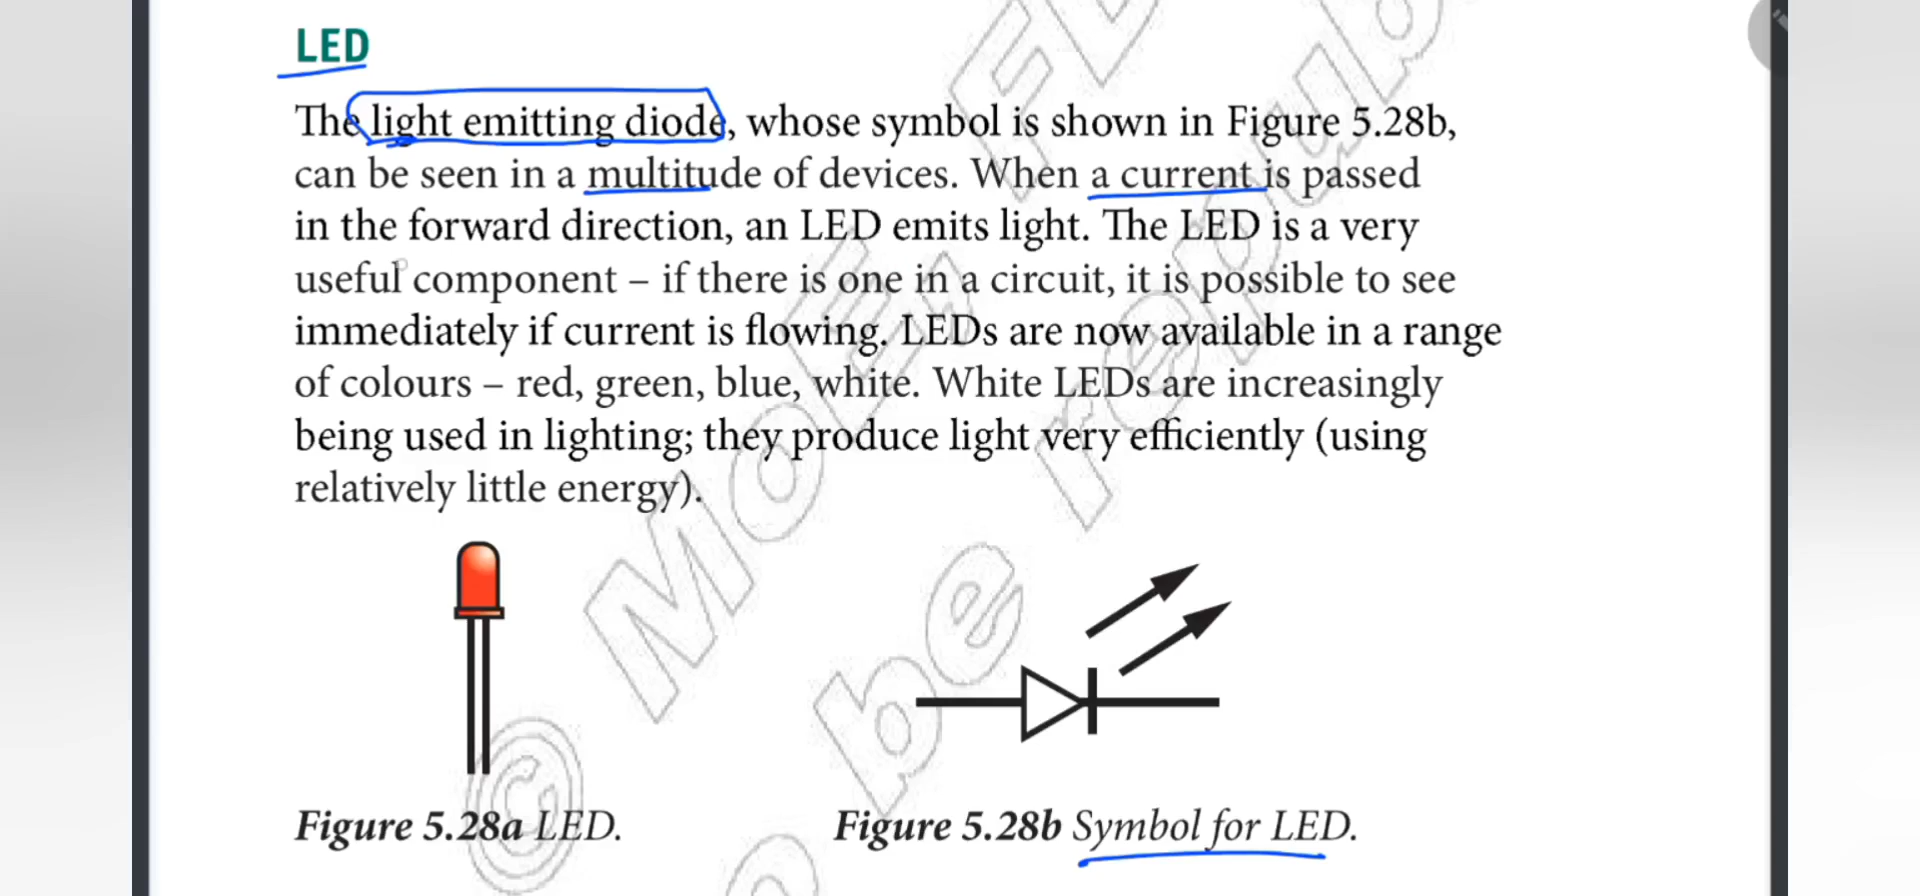 LED
The light emitting diode, whose symbol is shown in Figure 5.28b,
can be seen in a multitude of devices. When a current is passed
in the forward direction, an LED emits light. The LED is a very
useful component – if there is one in a circuit, it is possible to see
immediately if current is flowing. LEDs are now available in a range
of colours – red, green, blue, white. White LEDs are increasingly
being used in lighting; they produce light very efficiently (using
relatively little energy).
Figure 5.28a LED.
Figure 5.28b Symbol for LED.
© MoE,
be